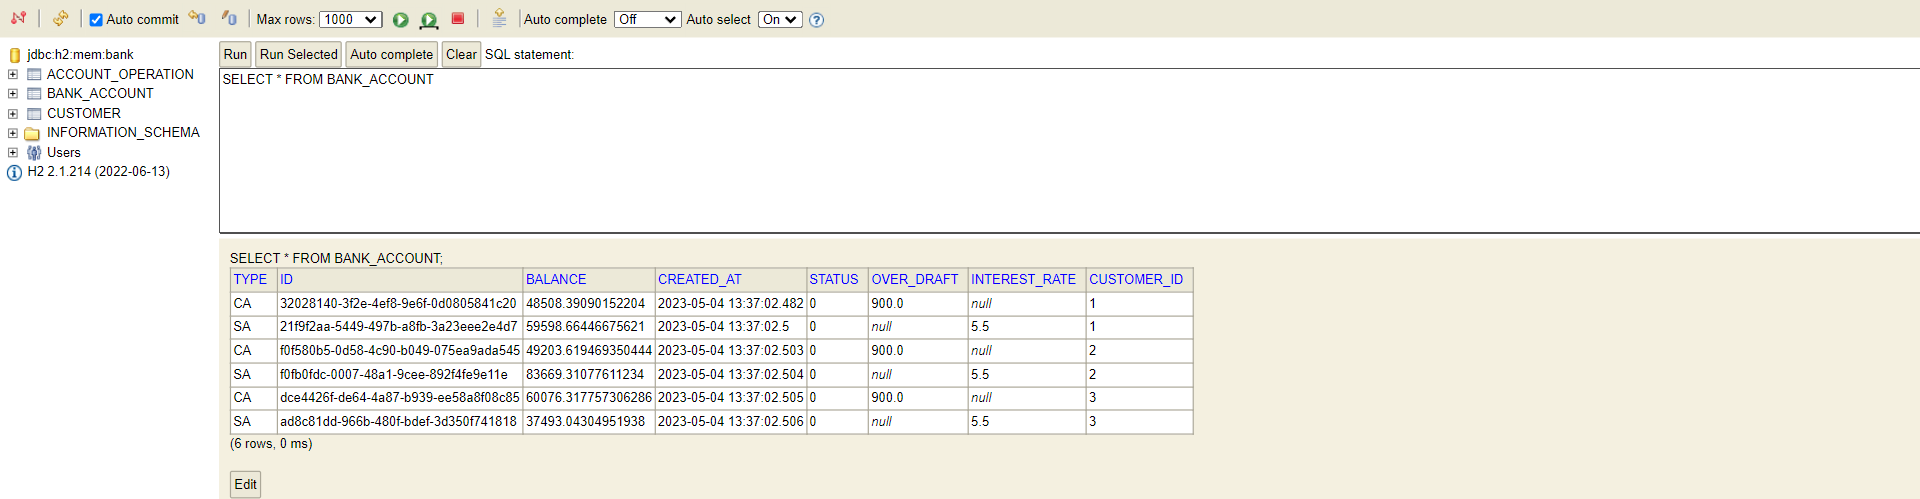 Auto commit Max rows: 1000 Auto complete Off Auto select On ?
jdbc:h2:mem:bank
ACCOUNT_OPERATION
BANK_ACCOUNT
CUSTOMER
INFORMATION_SCHEMA
Users
H2 2.1.214 (2022-06-13)
Run Run Selected Auto complete Clear SQL statement:
SELECT * FROM BANK_ACCOUNT
SELECT * FROM BANK_ACCOUNT;
TYPE ID BALANCE CREATED_AT STATUS OVER_DRAFT INTEREST_RATE CUSTOMER_ID
CA 32028140-3f2e-4ef8-9e6f-0d0805841c20 48508.39090152204 2023-05-04 13:37:02.482 0 900.0 null 1
SA 21f9f2aa-5449-497b-a8fb-3a23eee2e4d7 59598.66446675621 2023-05-04 13:37:02.5 0 null 5.5 1
CA f0f580b5-0d58-4c90-b049-075ea9ada545 49203.619469350444 2023-05-04 13:37:02.503 0 900.0 null 2
SA f0fb0fdc-0007-48a1-9cee-892f4fe9e11e 83669.31077611234 2023-05-04 13:37:02.504 0 null 5.5 2
CA dce4426f-de64-4a87-b939-ee58a8f08c85 60076.317757306286 2023-05-04 13:37:02.505 0 900.0 null 3
SA ad8c81dd-966b-480f-bdef-3d350f741818 37493.04304951938 2023-05-04 13:37:02.506 0 null 5.5 3
(6 rows, 0 ms)
Edit